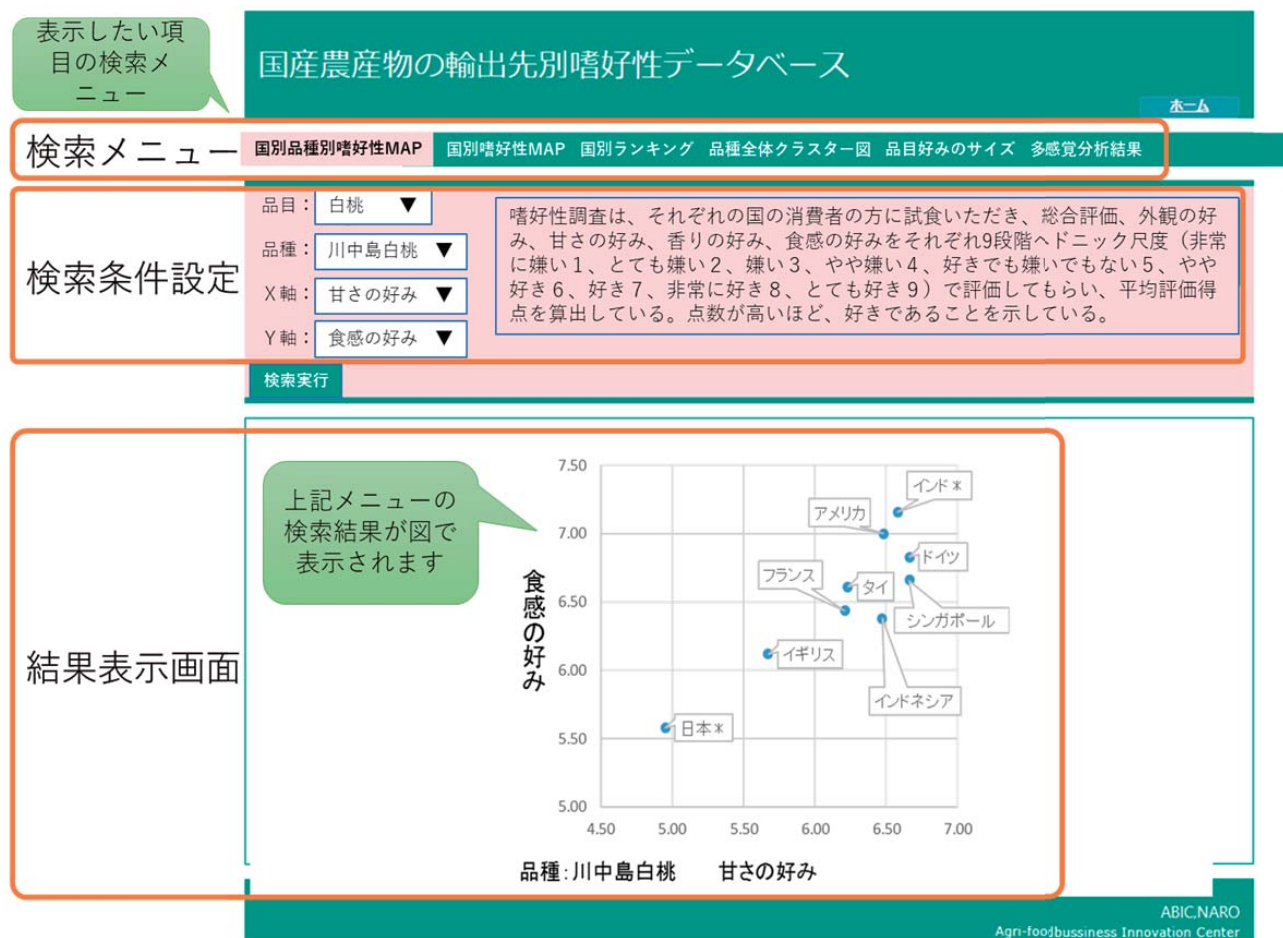 表示したい項
目の検索メ
ニュー
国産農産物の輸出先別嗜好性データベース
ホーム
検索メニュー
国別品種別嗜好性MAP 国別嗜好性MAP 国別ランキング 品種全体クラスター図 品目好みのサイズ 多感覚分析結果
検索条件設定
品目： 白桃 ▼
品種： 川中島白桃 ▼
X軸： 甘さの好み ▼
Y軸： 食感の好み ▼
嗜好性調査は、それぞれの国の消費者の方に試食いただき、総合評価、外観の好
み、甘さの好み、香りの好み、食感の好みをそれぞれ9段階ヘドニック尺度（非常
に嫌い１、とても嫌い２、嫌い３、やや嫌い４、好きでも嫌いでもない５、やや
好き６、好き７、非常に好き８、とても好き９）で評価してもらい、平均評価得
点を算出している。点数が高いほど、好きであることを示している。
検索実行
結果表示画面
上記メニューの
検索結果が図で
表示されます
食感の好み
7.50
7.00
6.50
6.00
5.50
5.00
インド＊
アメリカ
ドイツ
フランス
タイ
シンガポール
イギリス
インドネシア
日本＊
4.50 5.00 5.50 6.00 6.50 7.00
品種：川中島白桃 甘さの好み
ABIC,NARO
Agri-foodbussiness Innovation Center